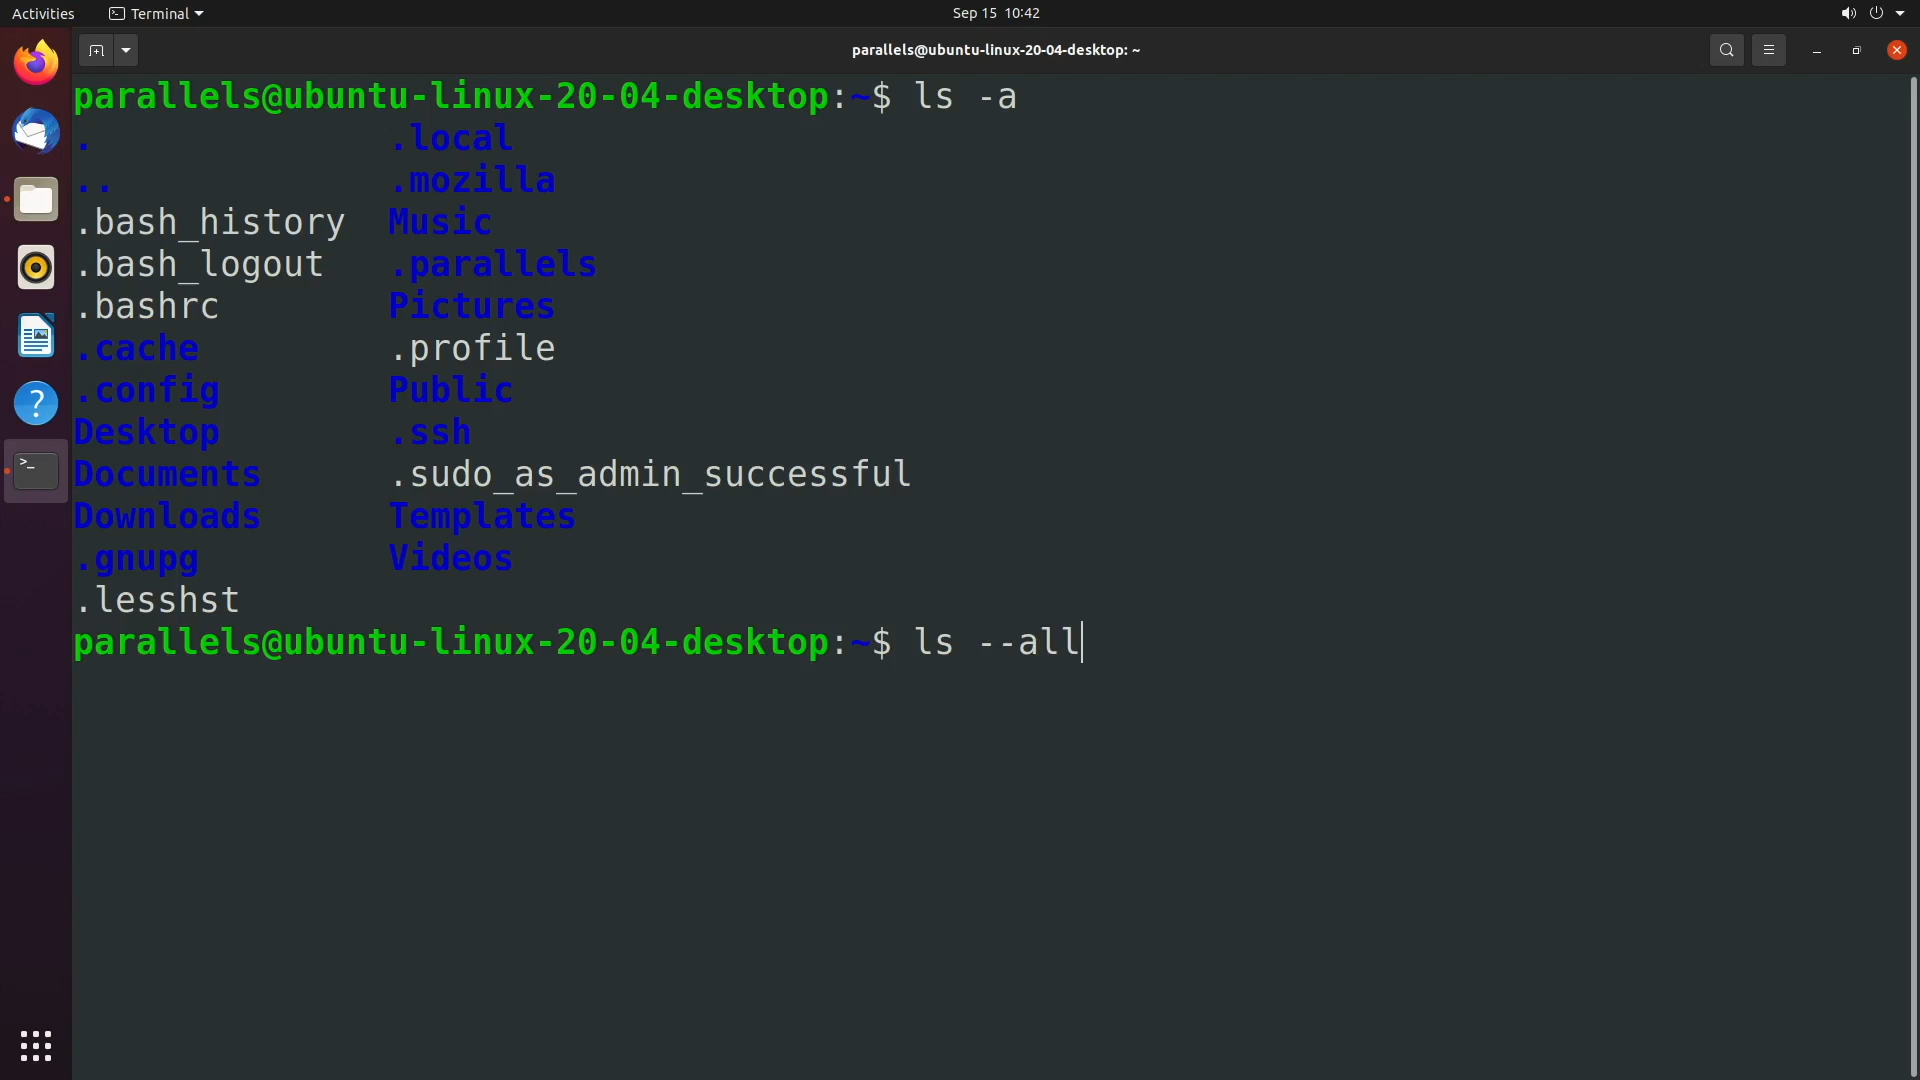 Activities Terminal Sep 15 10:42
parallels@ubuntu-linux-20-04-desktop: ~
parallels@ubuntu-linux-20-04-desktop:~$ ls -a
. .local
.. .mozilla
.bash_history Music
.bash_logout .parallels
.bashrc Pictures
.cache .profile
.config Public
Desktop .ssh
Documents .sudo_as_admin_successful
Downloads Templates
.gnupg Videos
.lesshst
parallels@ubuntu-linux-20-04-desktop:~$ ls --all